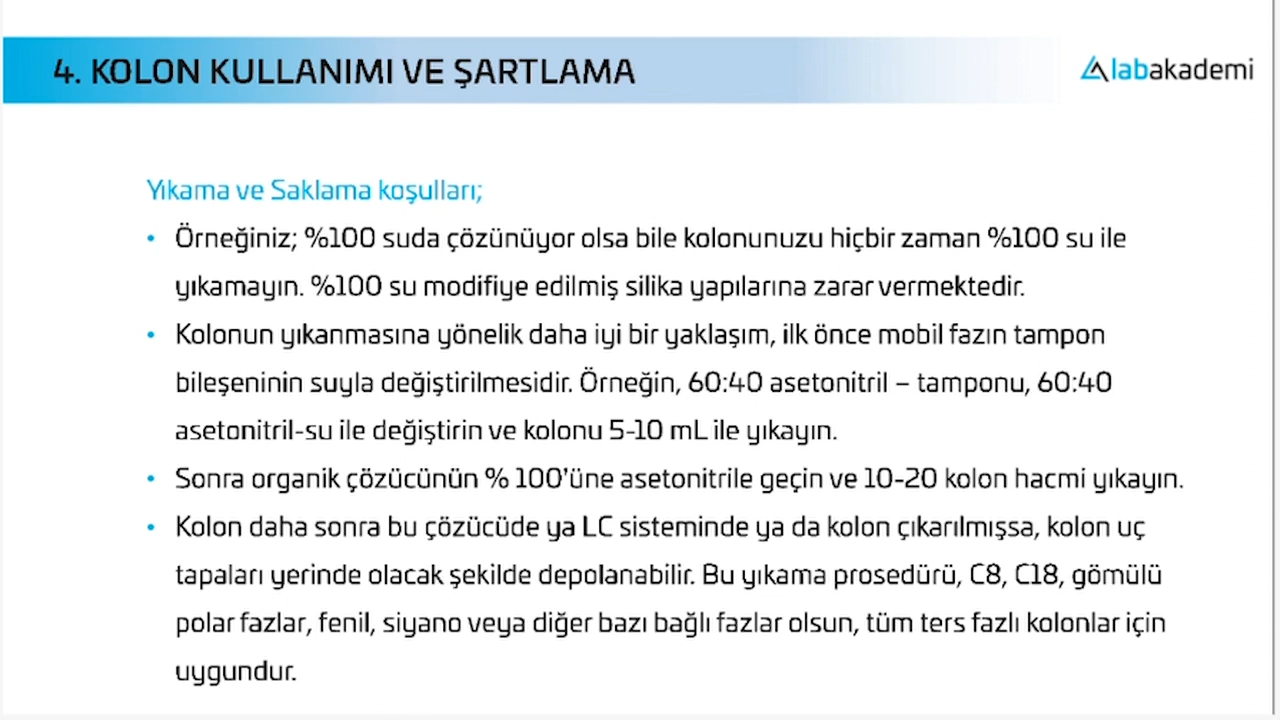 4. KOLON KULLANIMI VE ŞARTLAMA
labakademi
Yıkama ve Saklama koşulları;
• Örneğiniz; %100 suda çözünüyor olsa bile kolonunuzu hiçbir zaman %100 su ile
yıkamayın. %100 su modifiye edilmiş silika yapılarına zarar vermektedir.
• Kolonun yıkanmasına yönelik daha iyi bir yaklaşım, ilk önce mobil fazın tampon
bileşeninin suyla değiştirilmesidir. Örneğin, 60:40 asetonitril – tamponu, 60:40
asetonitril-su ile değiştirin ve kolonu 5-10 mL ile yıkayın.
• Sonra organik çözücünün % 100'üne asetonitrile geçin ve 10-20 kolon hacmi yıkayın.
• Kolon daha sonra bu çözücüde ya LC sisteminde ya da kolon çıkarılmışsa, kolon uç
tapaları yerinde olacak şekilde depolanabilir. Bu yıkama prosedürü, C8, C18, gömülü
polar fazlar, fenil, siyano veya diğer bazı bağlı fazlar olsun, tüm ters fazlı kolonlar için
uygundur.